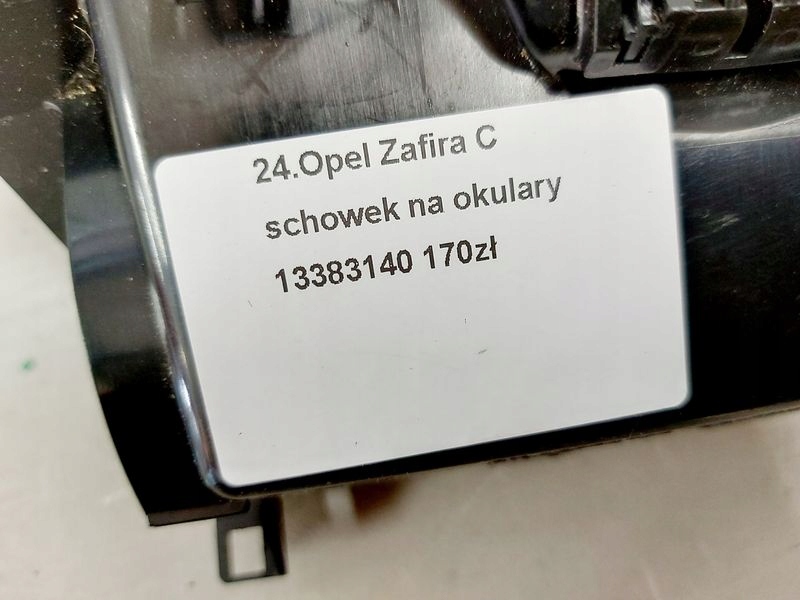 24.Opel Zafira C
schowek na okulary
13383140 170zł